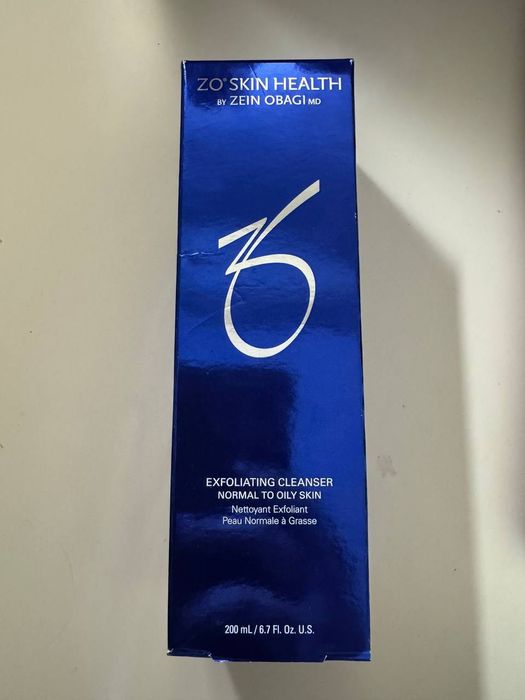 ZO® SKIN HEALTH
BY ZEIN OBAGI MD
EXFOLIATING CLEANSER
NORMAL TO OILY SKIN
Nettoyant Exfoliant
Peau Normale à Grasse
200 mL / 6.7 Fl. Oz. U.S.